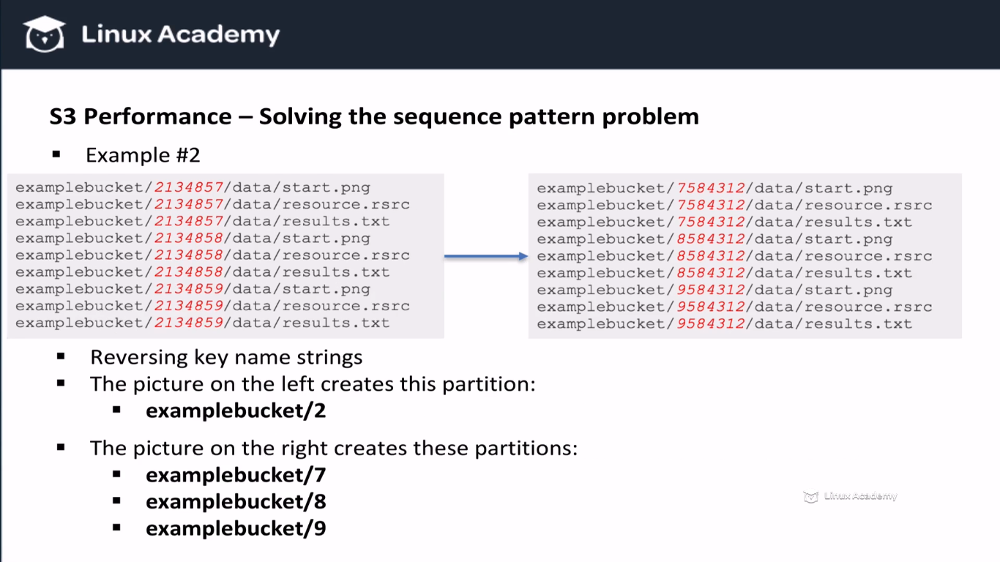 Linux Academy
S3 Performance – Solving the sequence pattern problem
▪ Example #2
examplebucket/2134857/data/start.png
examplebucket/2134857/data/resource.rsrc
examplebucket/2134857/data/results.txt
examplebucket/2134858/data/start.png
examplebucket/2134858/data/resource.rsrc
examplebucket/2134858/data/results.txt
examplebucket/2134859/data/start.png
examplebucket/2134859/data/resource.rsrc
examplebucket/2134859/data/results.txt
examplebucket/7584312/data/start.png
examplebucket/7584312/data/resource.rsrc
examplebucket/7584312/data/results.txt
examplebucket/8584312/data/start.png
examplebucket/8584312/data/resource.rsrc
examplebucket/8584312/data/results.txt
examplebucket/9584312/data/start.png
examplebucket/9584312/data/resource.rsrc
examplebucket/9584312/data/results.txt
▪ Reversing key name strings
▪ The picture on the left creates this partition:
▪ examplebucket/2
▪ The picture on the right creates these partitions:
▪ examplebucket/7
▪ examplebucket/8
▪ examplebucket/9
Linux Academy